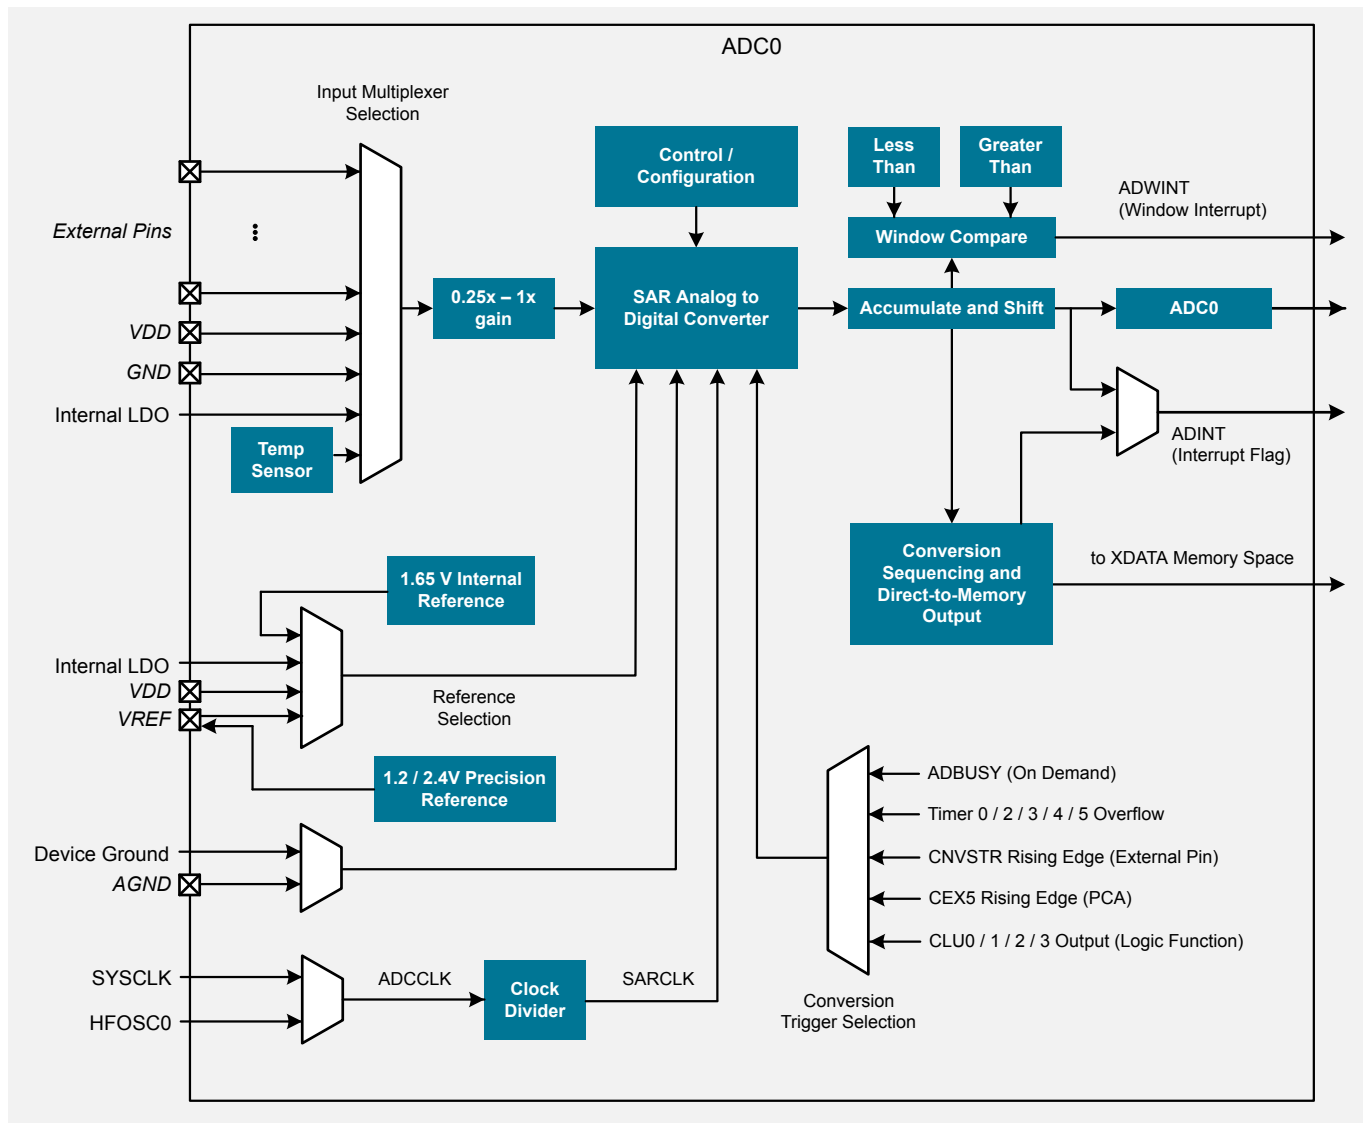 ADC0
Input Multiplexer
Selection
Control /
Configuration
Less
Than
Greater
Than
ADWINT
(Window Interrupt)
External Pins
Window Compare
0.25x – 1x
gain
SAR Analog to
Digital Converter
Accumulate and Shift
ADC0
VDD
GND
Internal LDO
Temp
Sensor
ADINT
(Interrupt Flag)
Conversion
Sequencing and
Direct-to-Memory
Output
to XDATA Memory Space
1.65 V Internal
Reference
Internal LDO
VDD
VREF
Reference
Selection
1.2 / 2.4V Precision
Reference
Device Ground
AGND
ADBUSY (On Demand)
Timer 0 / 2 / 3 / 4 / 5 Overflow
CNVSTR Rising Edge (External Pin)
CEX5 Rising Edge (PCA)
CLU0 / 1 / 2 / 3 Output (Logic Function)
Conversion
Trigger Selection
SYSCLK
HFOSC0
ADCCLK
Clock
Divider
SARCLK